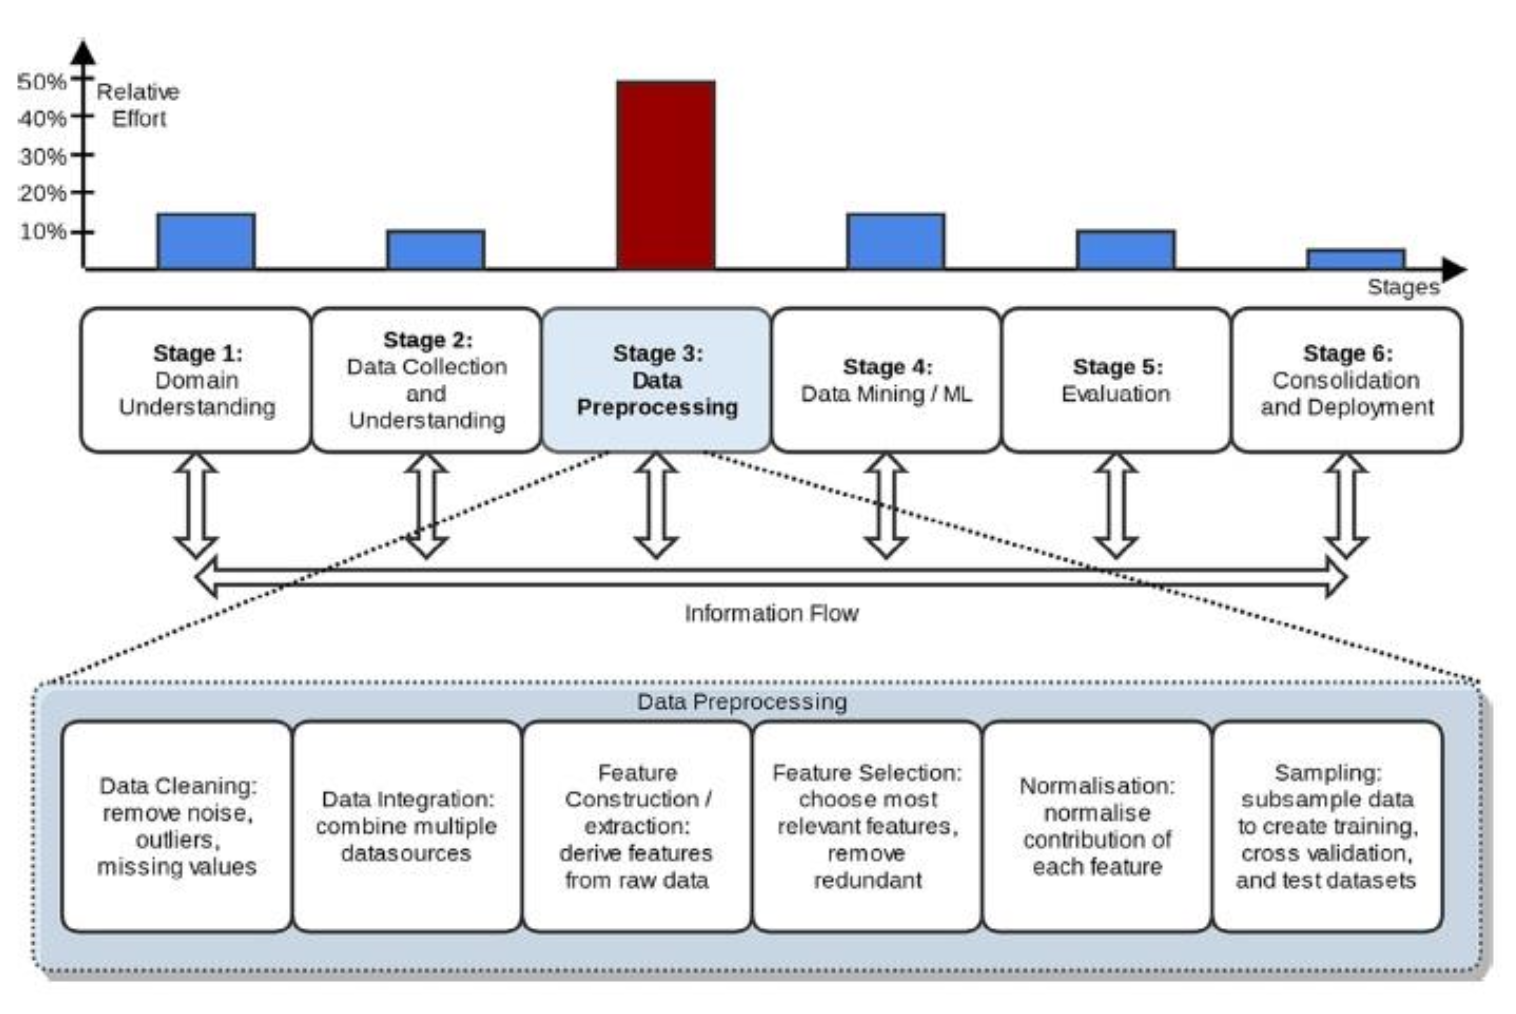 50%
Relative
Effort
40%
30%
20%
10%
Stages
Stage 1:
Domain
Understanding
Stage 2:
Data Collection
and
Understanding
Stage 3:
Data
Preprocessing
Stage 4:
Data Mining / ML
Stage 5:
Evaluation
Stage 6:
Consolidation
and Deployment
Information Flow
Data Preprocessing
Data Cleaning:
remove noise,
outliers,
missing values
Data Integration:
combine multiple
datasources
Feature
Construction /
extraction:
derive features
from raw data
Feature Selection:
choose most
relevant features,
remove
redundant
Normalisation:
normalise
contribution of
each feature
Sampling:
subsample data
to create training,
cross validation,
and test datasets